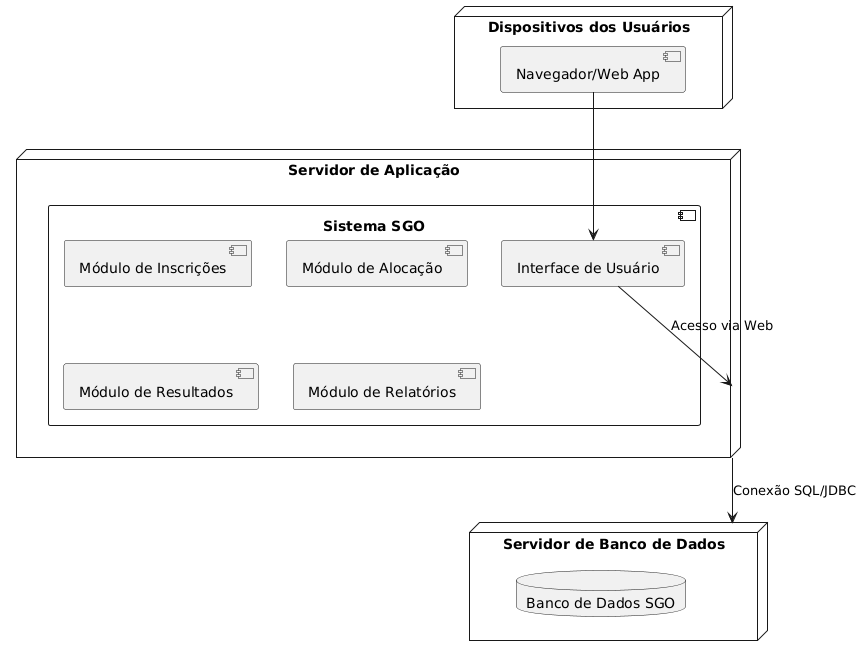 Dispositivos dos Usuários
Navegador/Web App
Servidor de Aplicação
Sistema SGO
Módulo de Inscrições
Módulo de Alocação
Interface de Usuário
Acesso via Web
Módulo de Resultados
Módulo de Relatórios
Conexão SQL/JDBC
Servidor de Banco de Dados
Banco de Dados SGO